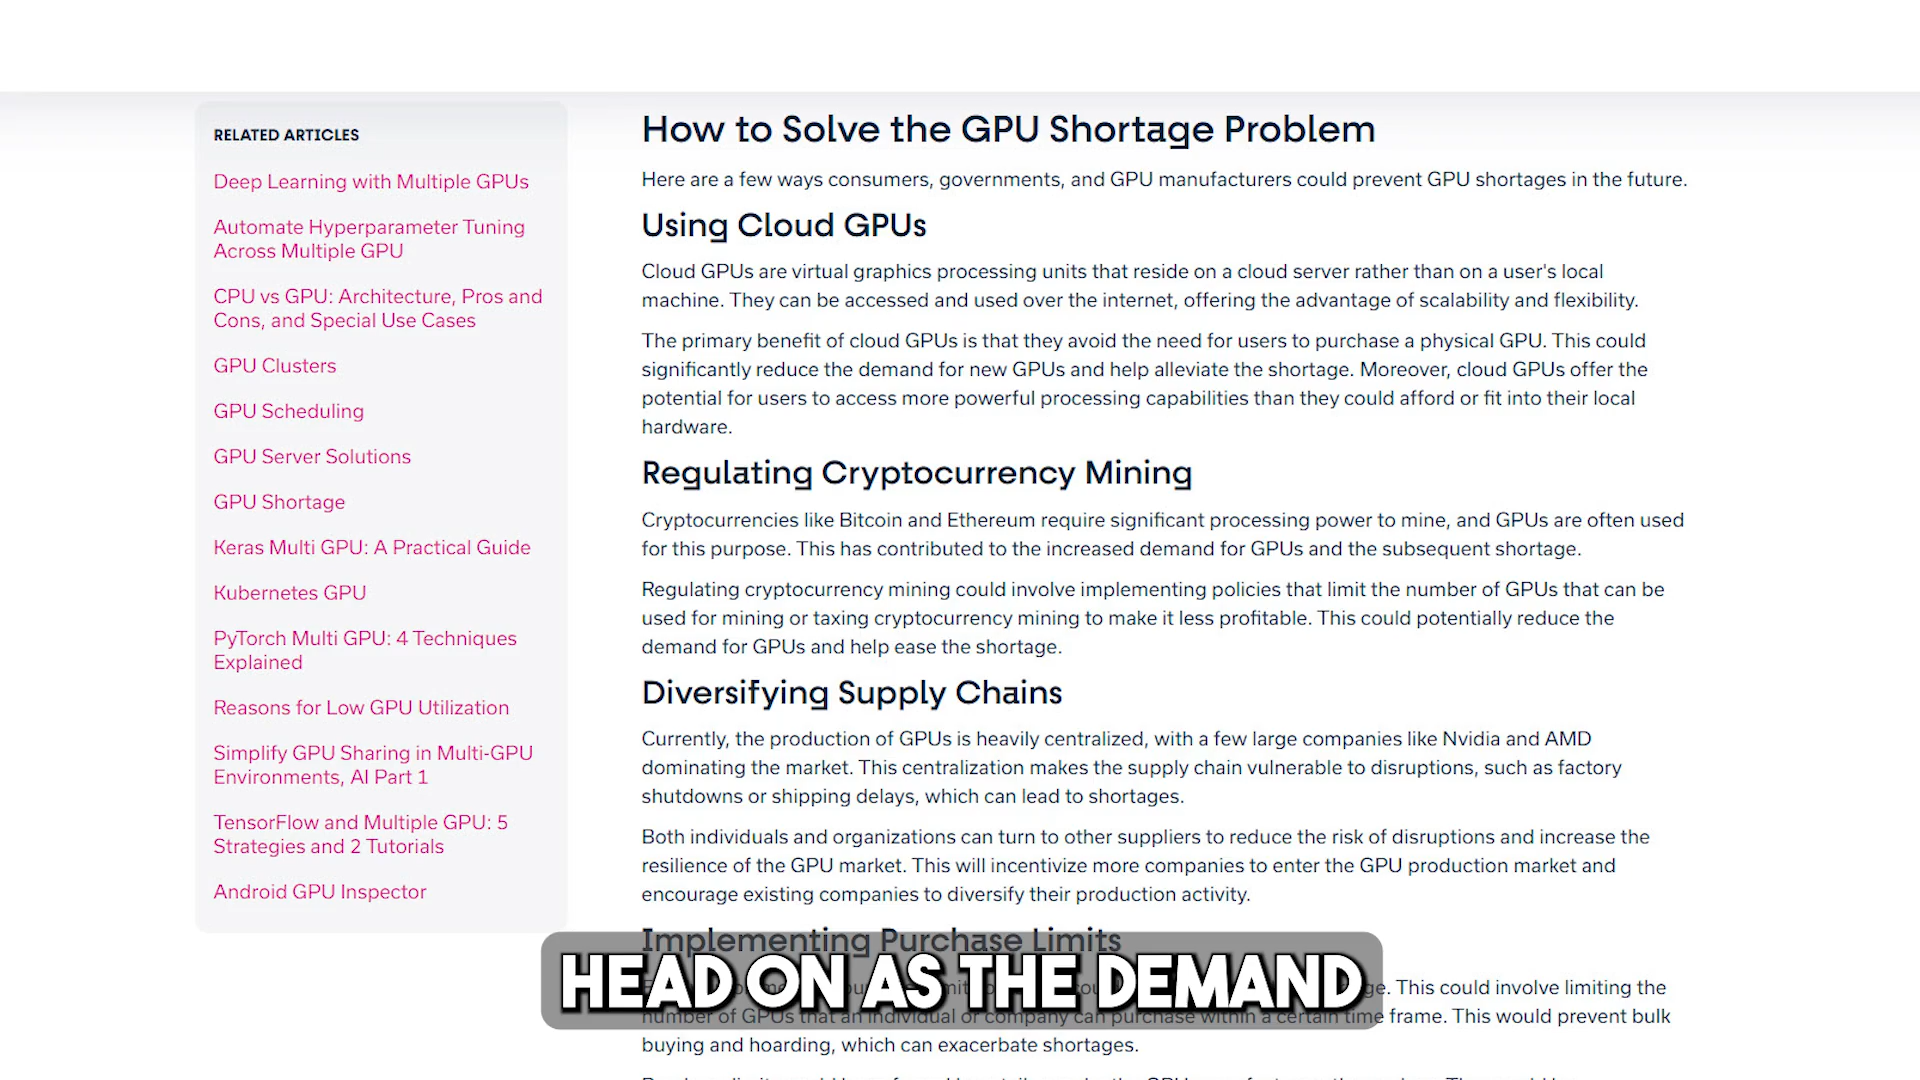 RELATED ARTICLES
Deep Learning with Multiple GPUs
Automate Hyperparameter Tuning
Across Multiple GPU
CPU vs GPU: Architecture, Pros and
Cons, and Special Use Cases
GPU Clusters
GPU Scheduling
GPU Server Solutions
GPU Shortage
Keras Multi GPU: A Practical Guide
Kubernetes GPU
PyTorch Multi GPU: 4 Techniques
Explained
Reasons for Low GPU Utilization
Simplify GPU Sharing in Multi-GPU
Environments, AI Part 1
TensorFlow and Multiple GPU: 5
Strategies and 2 Tutorials
Android GPU Inspector
How to Solve the GPU Shortage Problem
Here are a few ways consumers, governments, and GPU manufacturers could prevent GPU shortages in the future.
Using Cloud GPUs
Cloud GPUs are virtual graphics processing units that reside on a cloud server rather than on a user's local
machine. They can be accessed and used over the internet, offering the advantage of scalability and flexibility.
The primary benefit of cloud GPUs is that they avoid the need for users to purchase a physical GPU. This could
significantly reduce the demand for new GPUs and help alleviate the shortage. Moreover, cloud GPUs offer the
potential for users to access more powerful processing capabilities than they could afford or fit into their local
hardware.
Regulating Cryptocurrency Mining
Cryptocurrencies like Bitcoin and Ethereum require significant processing power to mine, and GPUs are often used
for this purpose. This has contributed to the increased demand for GPUs and the subsequent shortage.
Regulating cryptocurrency mining could involve implementing policies that limit the number of GPUs that can be
used for mining or taxing cryptocurrency mining to make it less profitable. This could potentially reduce the
demand for GPUs and help ease the shortage.
Diversifying Supply Chains
Currently, the production of GPUs is heavily centralized, with a few large companies like Nvidia and AMD
dominating the market. This centralization makes the supply chain vulnerable to disruptions, such as factory
shutdowns or shipping delays, which can lead to shortages.
Both individuals and organizations can turn to other suppliers to reduce the risk of disruptions and increase the
resilience of the GPU market. This will incentivize more companies to enter the GPU production market and
encourage existing companies to diversify their production activity.
Implementing Purchase Limits
HEAD ON AS THE DEMAND
This could involve limiting the
number of GPUs that an individual or company can purchase within a certain time frame. This would prevent bulk
buying and hoarding, which can exacerbate shortages.